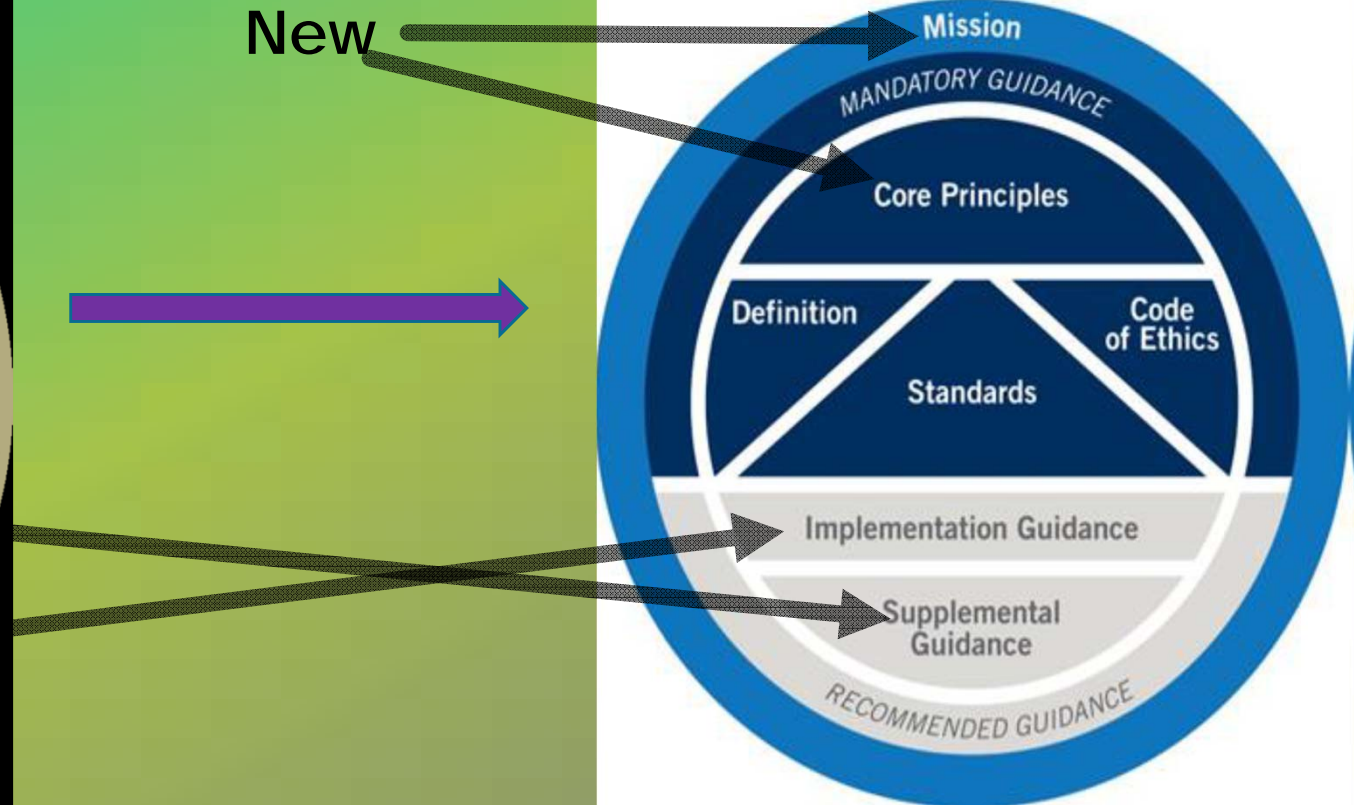 New
Mission
MANDATORY GUIDANCE
Core Principles
Definition
Code
of Ethics
Standards
Implementation Guidance
Supplemental
Guidance
RECOMMENDED GUIDANCE